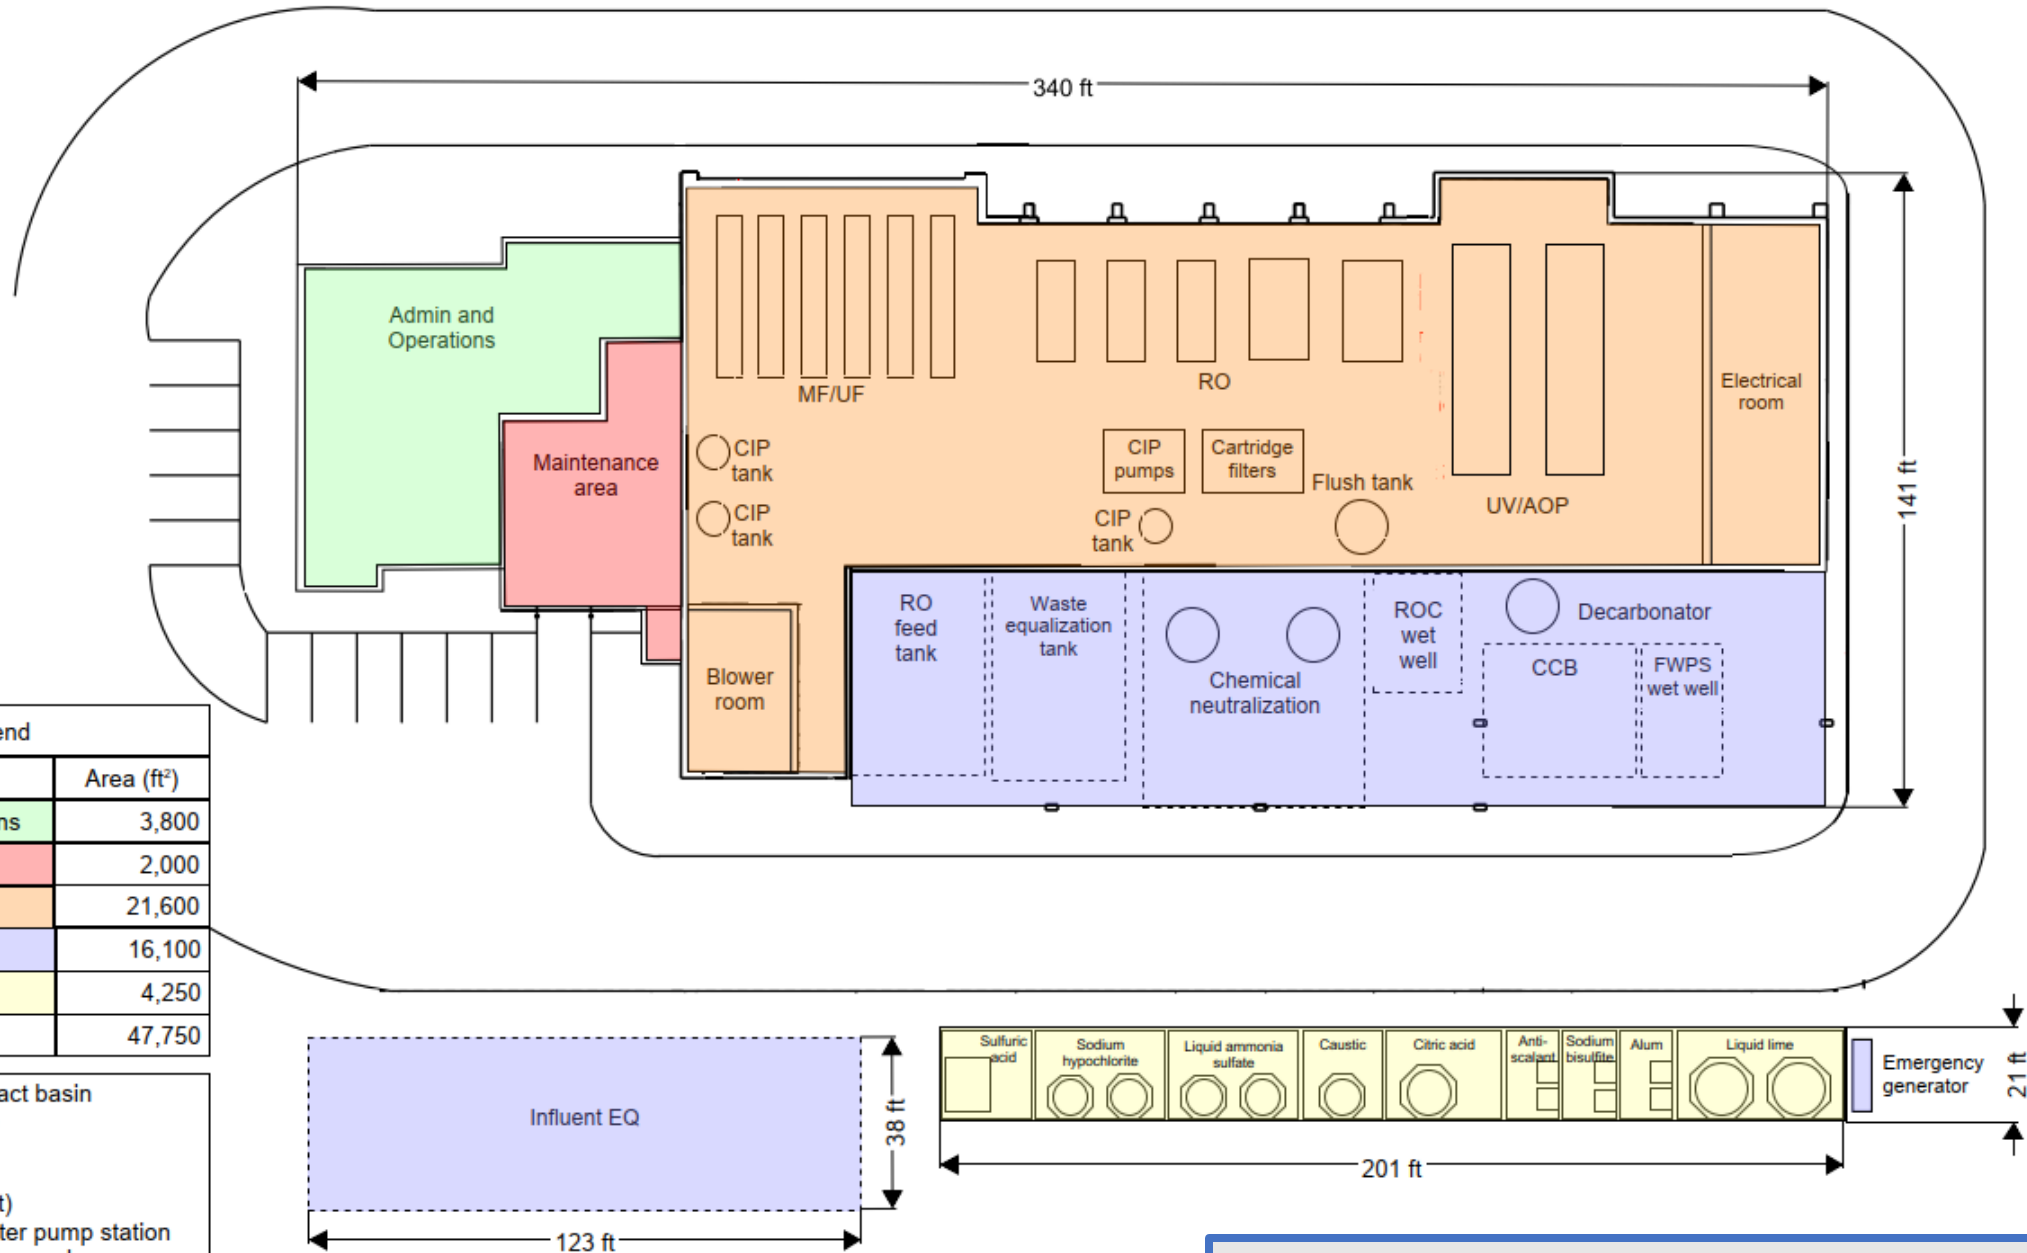 340 ft
141 ft
Admin and
Operations
Maintenance
area
MF/UF
CIP
tank
CIP
tank
RO
CIP
pumps
Cartridge
filters
CIP
tank
Flush tank
UV/AOP
Electrical
room
Blower
room
RO
feed
tank
Waste
equalization
tank
Chemical
neutralization
ROC
wet
well
Decarbonator
CCB
FWPS
wet well
end
Area (ft²)
ns 3,800
2,000
21,600
16,100
4,250
47,750
act basin
t)
ter pump station
Influent EQ
38 ft
123 ft
Sulfuric
acid
Sodium
hypochlorite
Liquid ammonia
sulfate
Caustic
Citric acid
Anti-
scalant
Sodium
bisulfite
Alum
Liquid lime
Emergency
generator
21 ft
201 ft